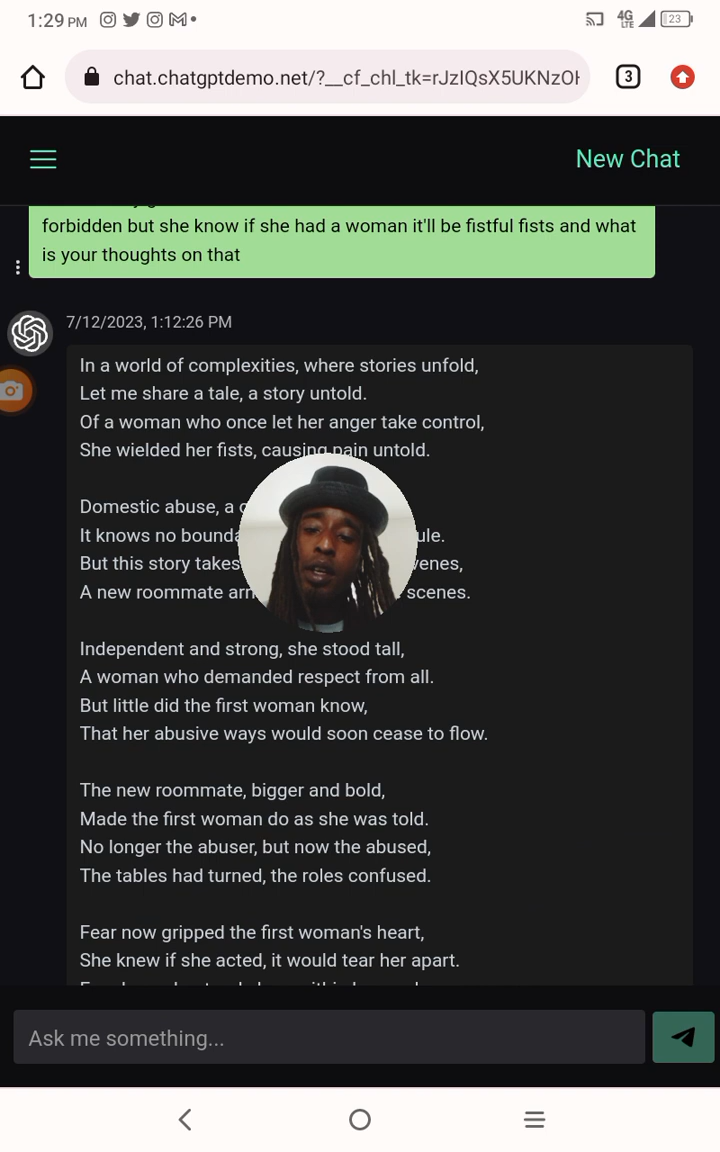 1:29 PM
23
4G
LTE
chat.chatgptdemo.net/?__cf_chl_tk=rJzIQsX5UKNzO
3
New Chat
forbidden but she know if she had a woman it'll be fistful fists and what
is your thoughts on that
7/12/2023, 1:12:26 PM
In a world of complexities, where stories unfold,
Let me share a tale, a story untold.
Of a woman who once let her anger take control,
She wielded her fists, causing pain untold.
Domestic abuse, a
It knows no
But this story takes
A new roommate scenes.
Independent and strong, she stood tall,
A woman who demanded respect from all.
But little did the first woman know,
That her abusive ways would soon cease to flow.
The new roommate, bigger and bold,
Made the first woman do as she was told.
No longer the abuser, but now the abused,
The tables had turned, the roles confused.
Fear now gripped the first woman's heart,
She knew if she acted, it would tear her apart.
Ask me something...